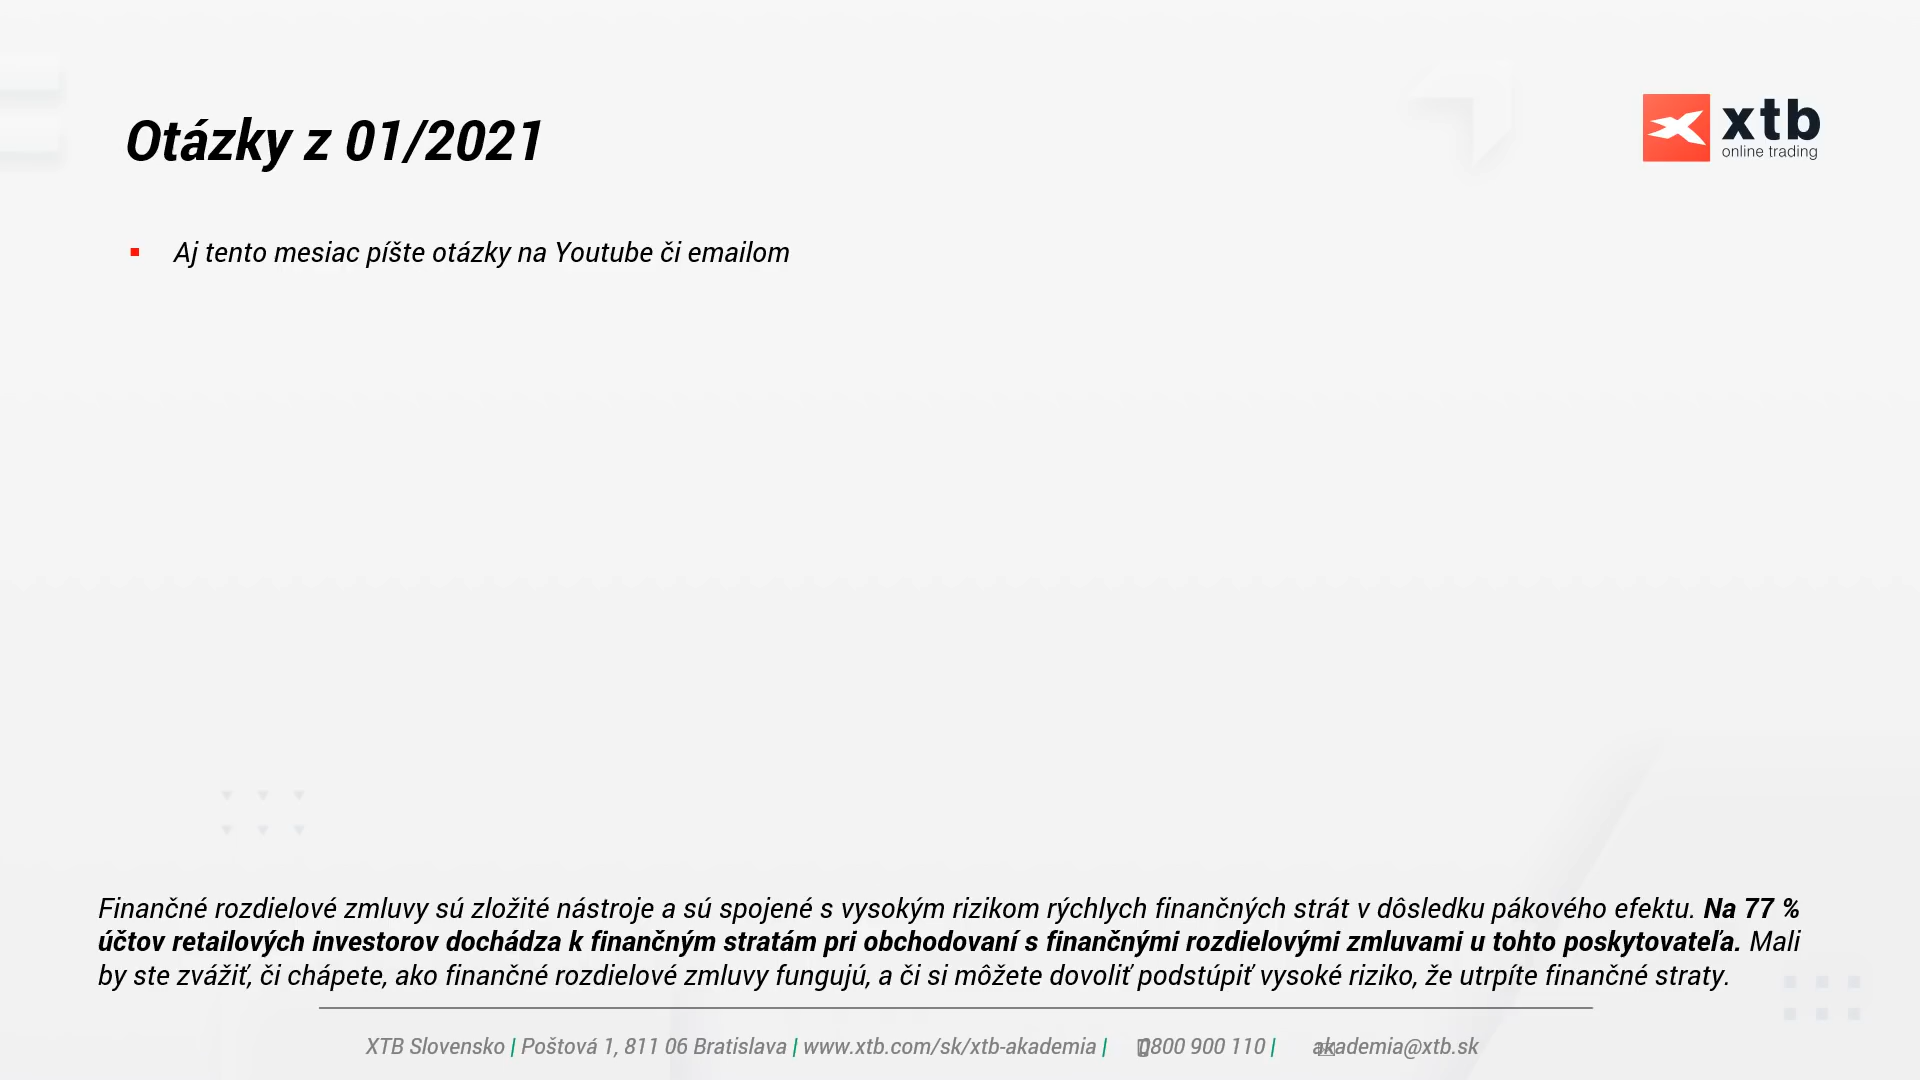 Otázky z 01/2021
xtb
online trading
Aj tento mesiac píšte otázky na Youtube či emailom
Finančné rozdielové zmluvy sú zložité nástroje a sú spojené s vysokým rizikom rýchlych finančných strát v dôsledku pákového efektu. Na 77 %
účtov retailových investorov dochádza k finančným stratám pri obchodovaní s finančnými rozdielovými zmluvami u tohto poskytovateľa. Mali
by ste zvážiť, či chápete, ako finančné rozdielové zmluvy fungujú, a či si môžete dovoliť podstúpiť vysoké riziko, že utrpíte finančné straty.
XTB Slovensko | Poštová 1, 811 06 Bratislava | www.xtb.com/sk/xtb-akademia | 0800 900 110 | akademia@xtb.sk